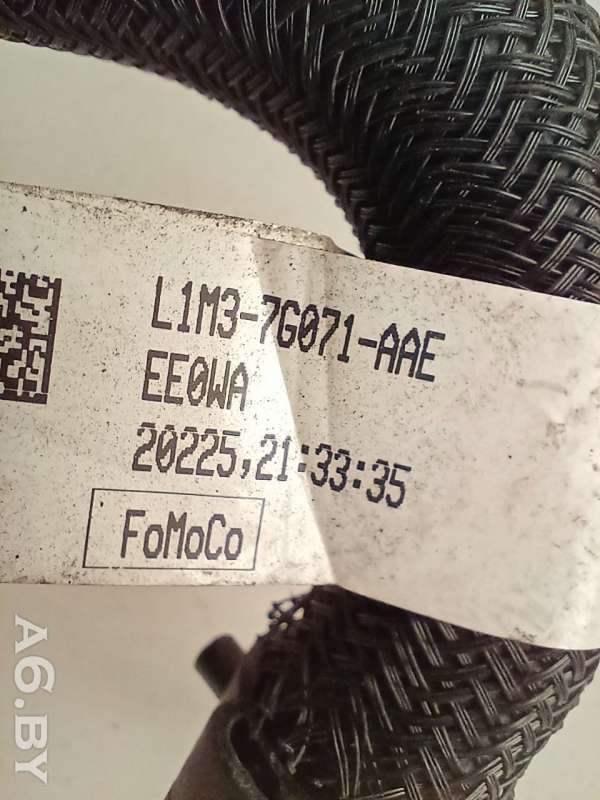 L1M3-7G071-AAE
EE0WA
20225,21:33:35
FoMoCo
A6.BY